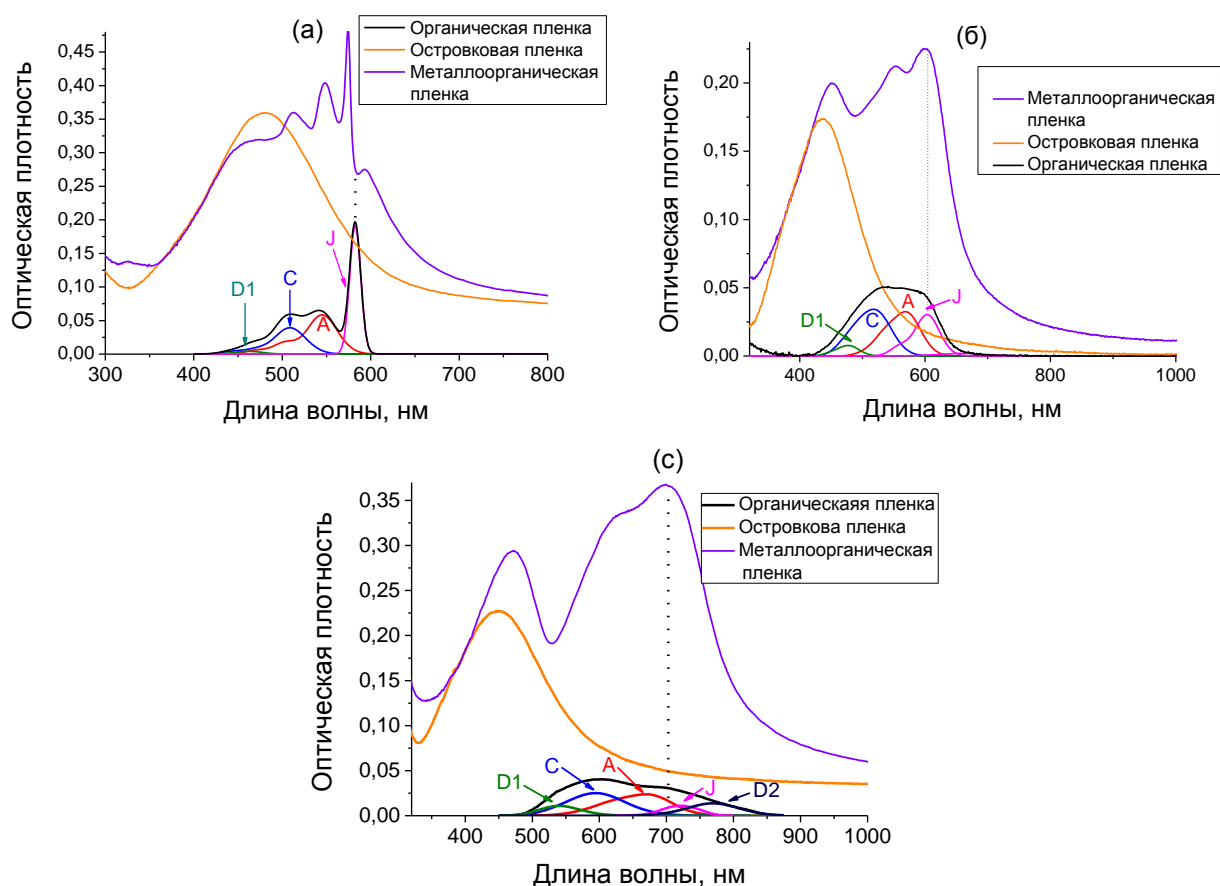 (а)
Органическая пленка
Островковая пленка
Металлоорганическая
пленка
0,45
0,40
0,35
0,30
0,25
0,20
0,15
0,10
0,05
0,00
Оптическая плотность
D1
C
A
J
300
400
500
600
700
800
Длина волны, нм
(б)
Металлоорганическая
пленка
Островковая пленка
Органическая пленка
0,20
0,15
0,10
0,05
0,00
Оптическая плотность
D1
C
A
J
400
600
800
1000
Длина волны, нм
(с)
Органическаяя пленка
Островкова пленка
Металлоорганическая
пленка
0,35
0,30
0,25
0,20
0,15
0,10
0,05
0,00
Оптическая плотность
D1
C
A
J
D2
400
500
600
700
800
900
1000
Длина волны, нм